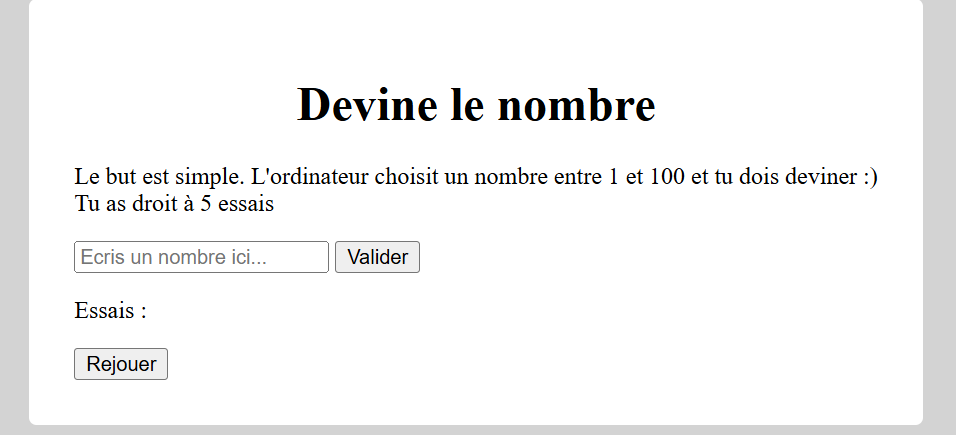 Devine le nombre
Le but est simple. L'ordinateur choisit un nombre entre 1 et 100 et tu dois deviner :)
Tu as droit à 5 essais
Ecris un nombre ici... Valider
Essais :
Rejouer